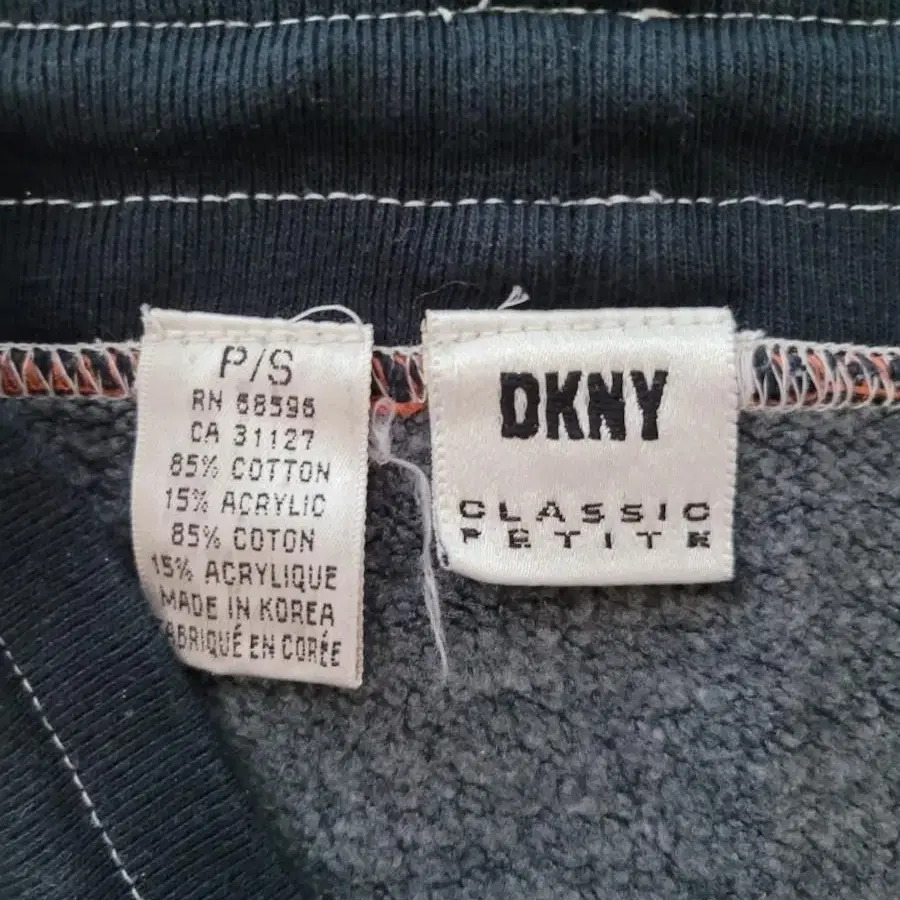 P/S
RN 68596
CA 31127
85% COTTON
15% ACRYLIC
85% COTON
15% ACRYLIQUE
MADE IN KOREA
FABRIQUÉ EN CORÉE
DKNY
CLASSIC
PETITE